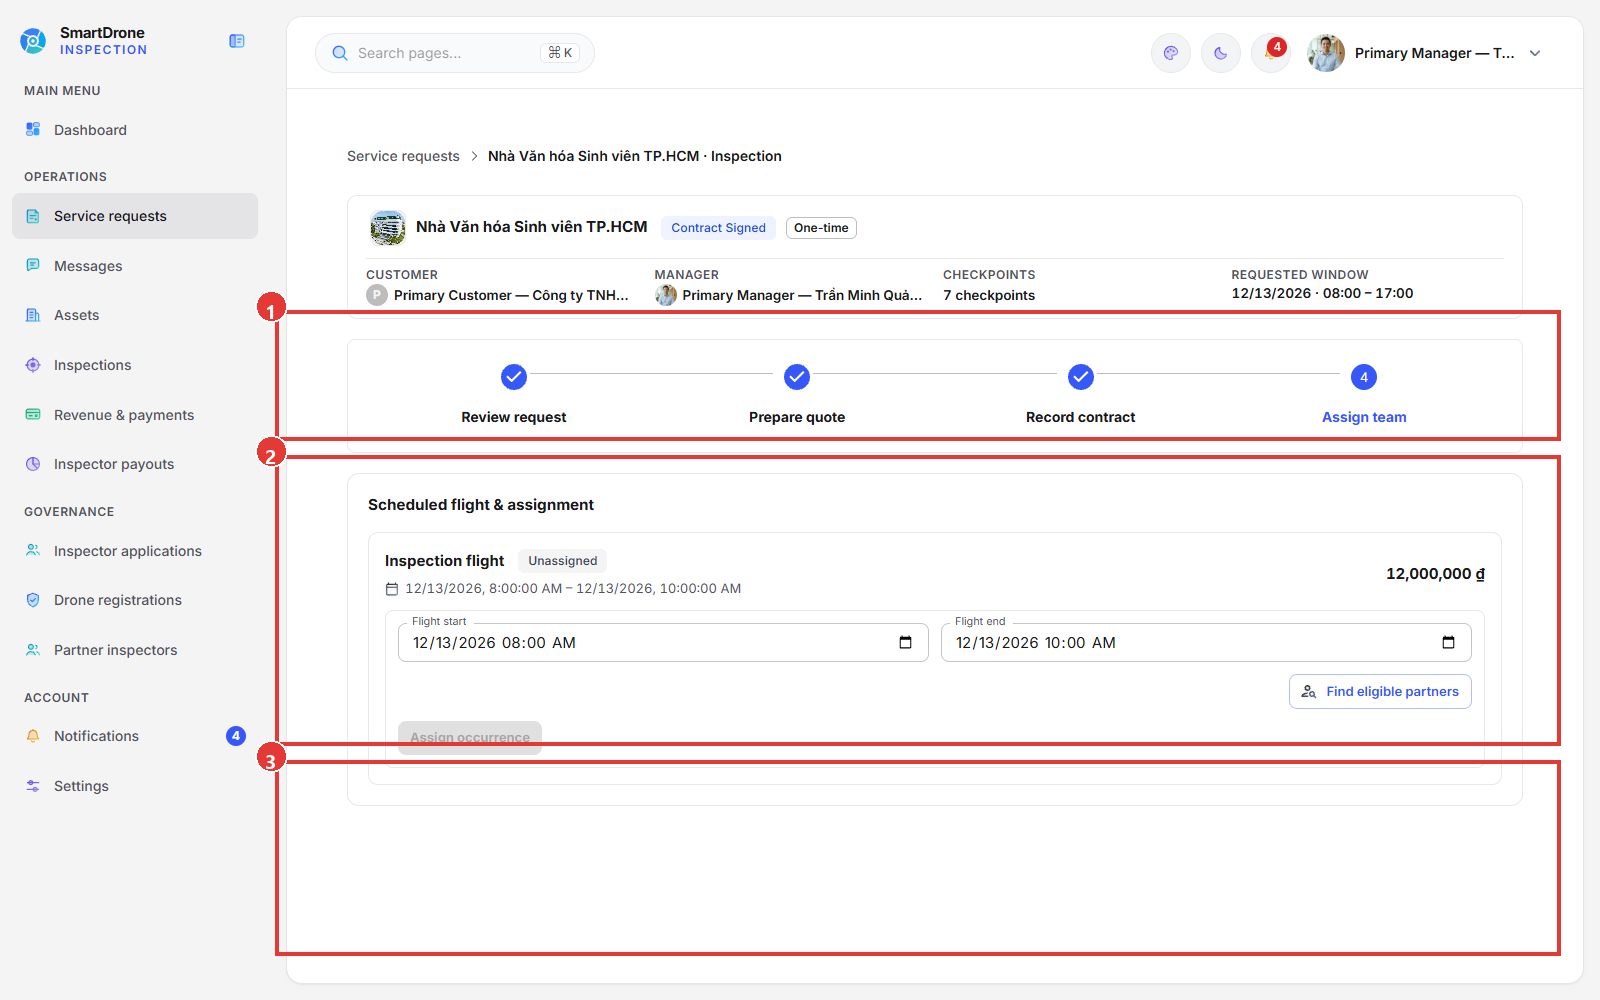 SmartDrone
INSPECTION
MAIN MENU
Dashboard
OPERATIONS
Service requests
Messages
Assets
Inspections
Revenue & payments
Inspector payouts
GOVERNANCE
Inspector applications
Drone registrations
Partner inspectors
ACCOUNT
Notifications 4
Settings
Search pages... ⌘ K
4
Primary Manager — T...
Service requests > Nhà Văn hóa Sinh viên TP.HCM · Inspection
Nhà Văn hóa Sinh viên TP.HCM Contract Signed One-time
CUSTOMER MANAGER CHECKPOINTS REQUESTED WINDOW
P Primary Customer — Công ty TNH... Primary Manager — Trần Minh Quả... 7 checkpoints 12/13/2026 · 08:00 – 17:00
1
4
Review request Prepare quote Record contract Assign team
2
Scheduled flight & assignment
Inspection flight Unassigned
12,000,000 ₫
12/13/2026, 8:00:00 AM – 12/13/2026, 10:00:00 AM
Flight start Flight end
12/13/2026 08:00 AM 12/13/2026 10:00 AM
Find eligible partners
Assign occurrence
3